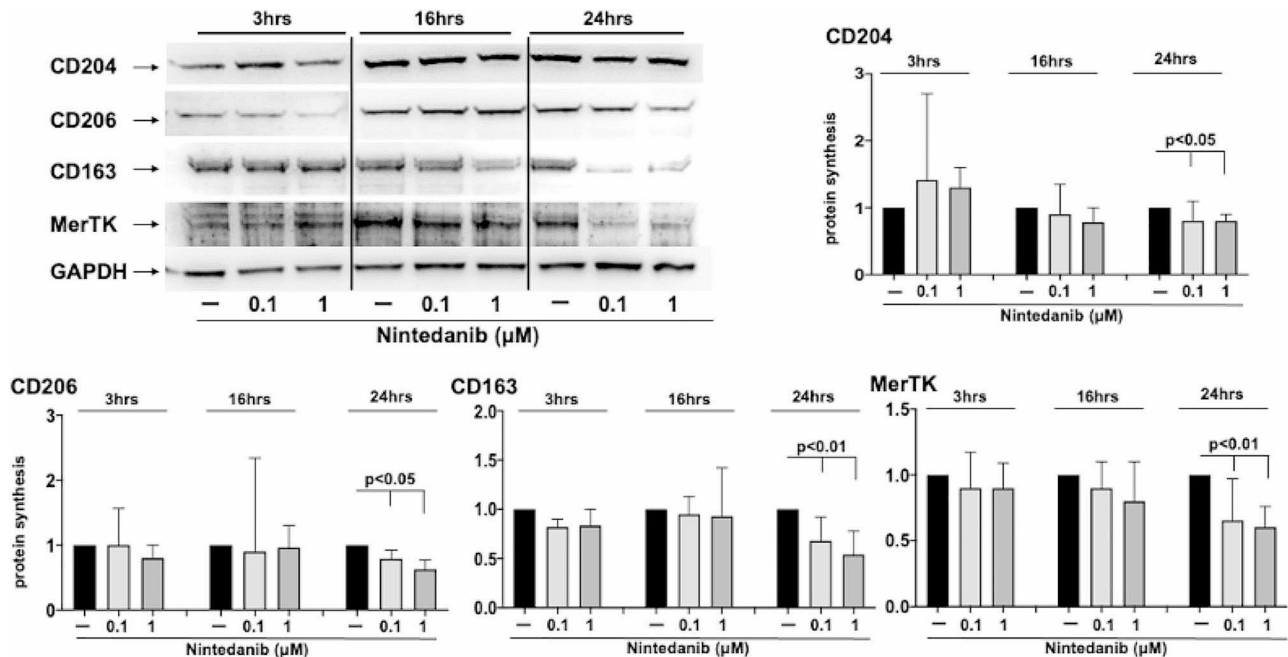 3hrs 16hrs 24hrs
CD204
CD206
CD163
MerTK
GAPDH
— 0.1 1 — 0.1 1 — 0.1 1
Nintedanib (µM)
CD204
3hrs 16hrs 24hrs
protein synthesis
3
2
1
0
p<0.05
— 0.1 1 — 0.1 1 — 0.1 1
Nintedanib (µM)
CD206
3hrs 16hrs 24hrs
protein synthesis
3
2
1
0
p<0.05
— 0.1 1 — 0.1 1 — 0.1 1
Nintedanib (µM)
CD163
3hrs 16hrs 24hrs
2.0
1.5
1.0
0.5
0.0
p<0.01
— 0.1 1 — 0.1 1 — 0.1 1
Nintedanib (µM)
MerTK
3hrs 16hrs 24hrs
1.5
1.0
0.5
0.0
p<0.01
— 0.1 1 — 0.1 1 — 0.1 1
Nintedanib (µM)